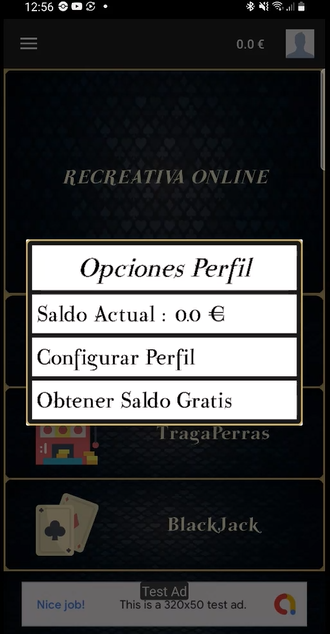 12:56
0.0 €
RECREATIVA ONLINE
Opciones Perfil
Saldo Actual : 0.0 €
Configurar Perfil
Obtener Saldo Gratis
TragaPerras
BlackJack
Test Ad
Nice job! This is a 320x50 test ad.